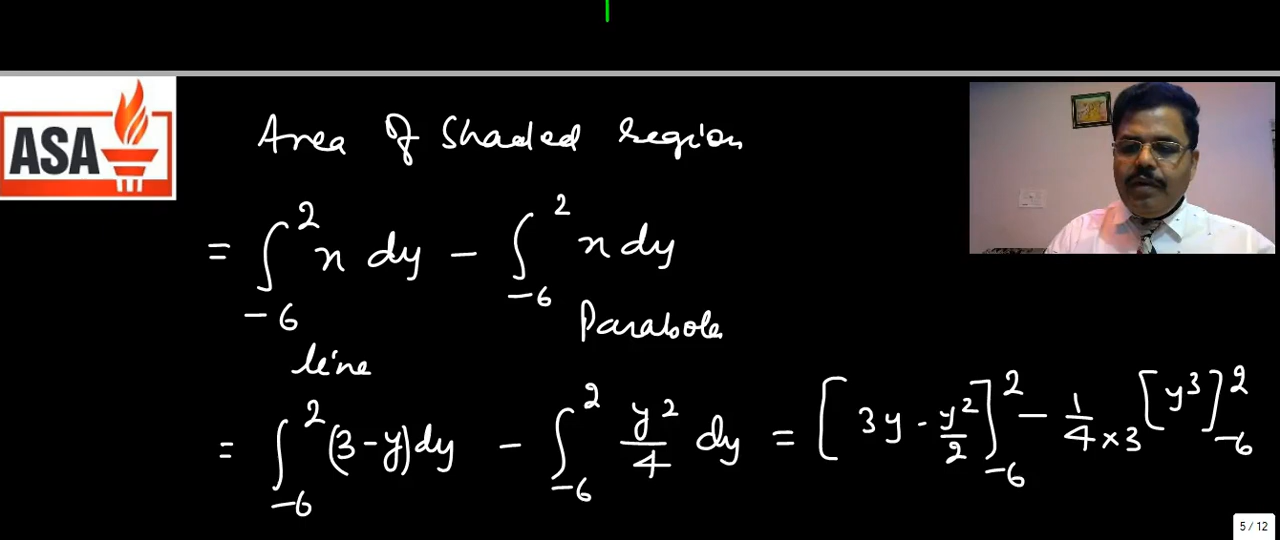 ASA
Area of Shaded region
= ∫_{-6}^{2} x dy - ∫_{-6}^{2} x dy
line Parabola
= ∫_{-6}^{2} (3-y)dy - ∫_{-6}^{2} y²/4 dy = [3y - y²/2]_{-6}^{2} - 1/(4×3) [y³]_{-6}^{2}
5 / 12